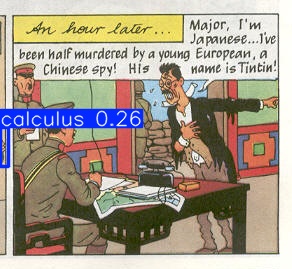 An hour later...
Major, I'm
Japanese...I've
been half murdered by a young European, a
Chinese spy! His name is Tintin!
calculus 0.26